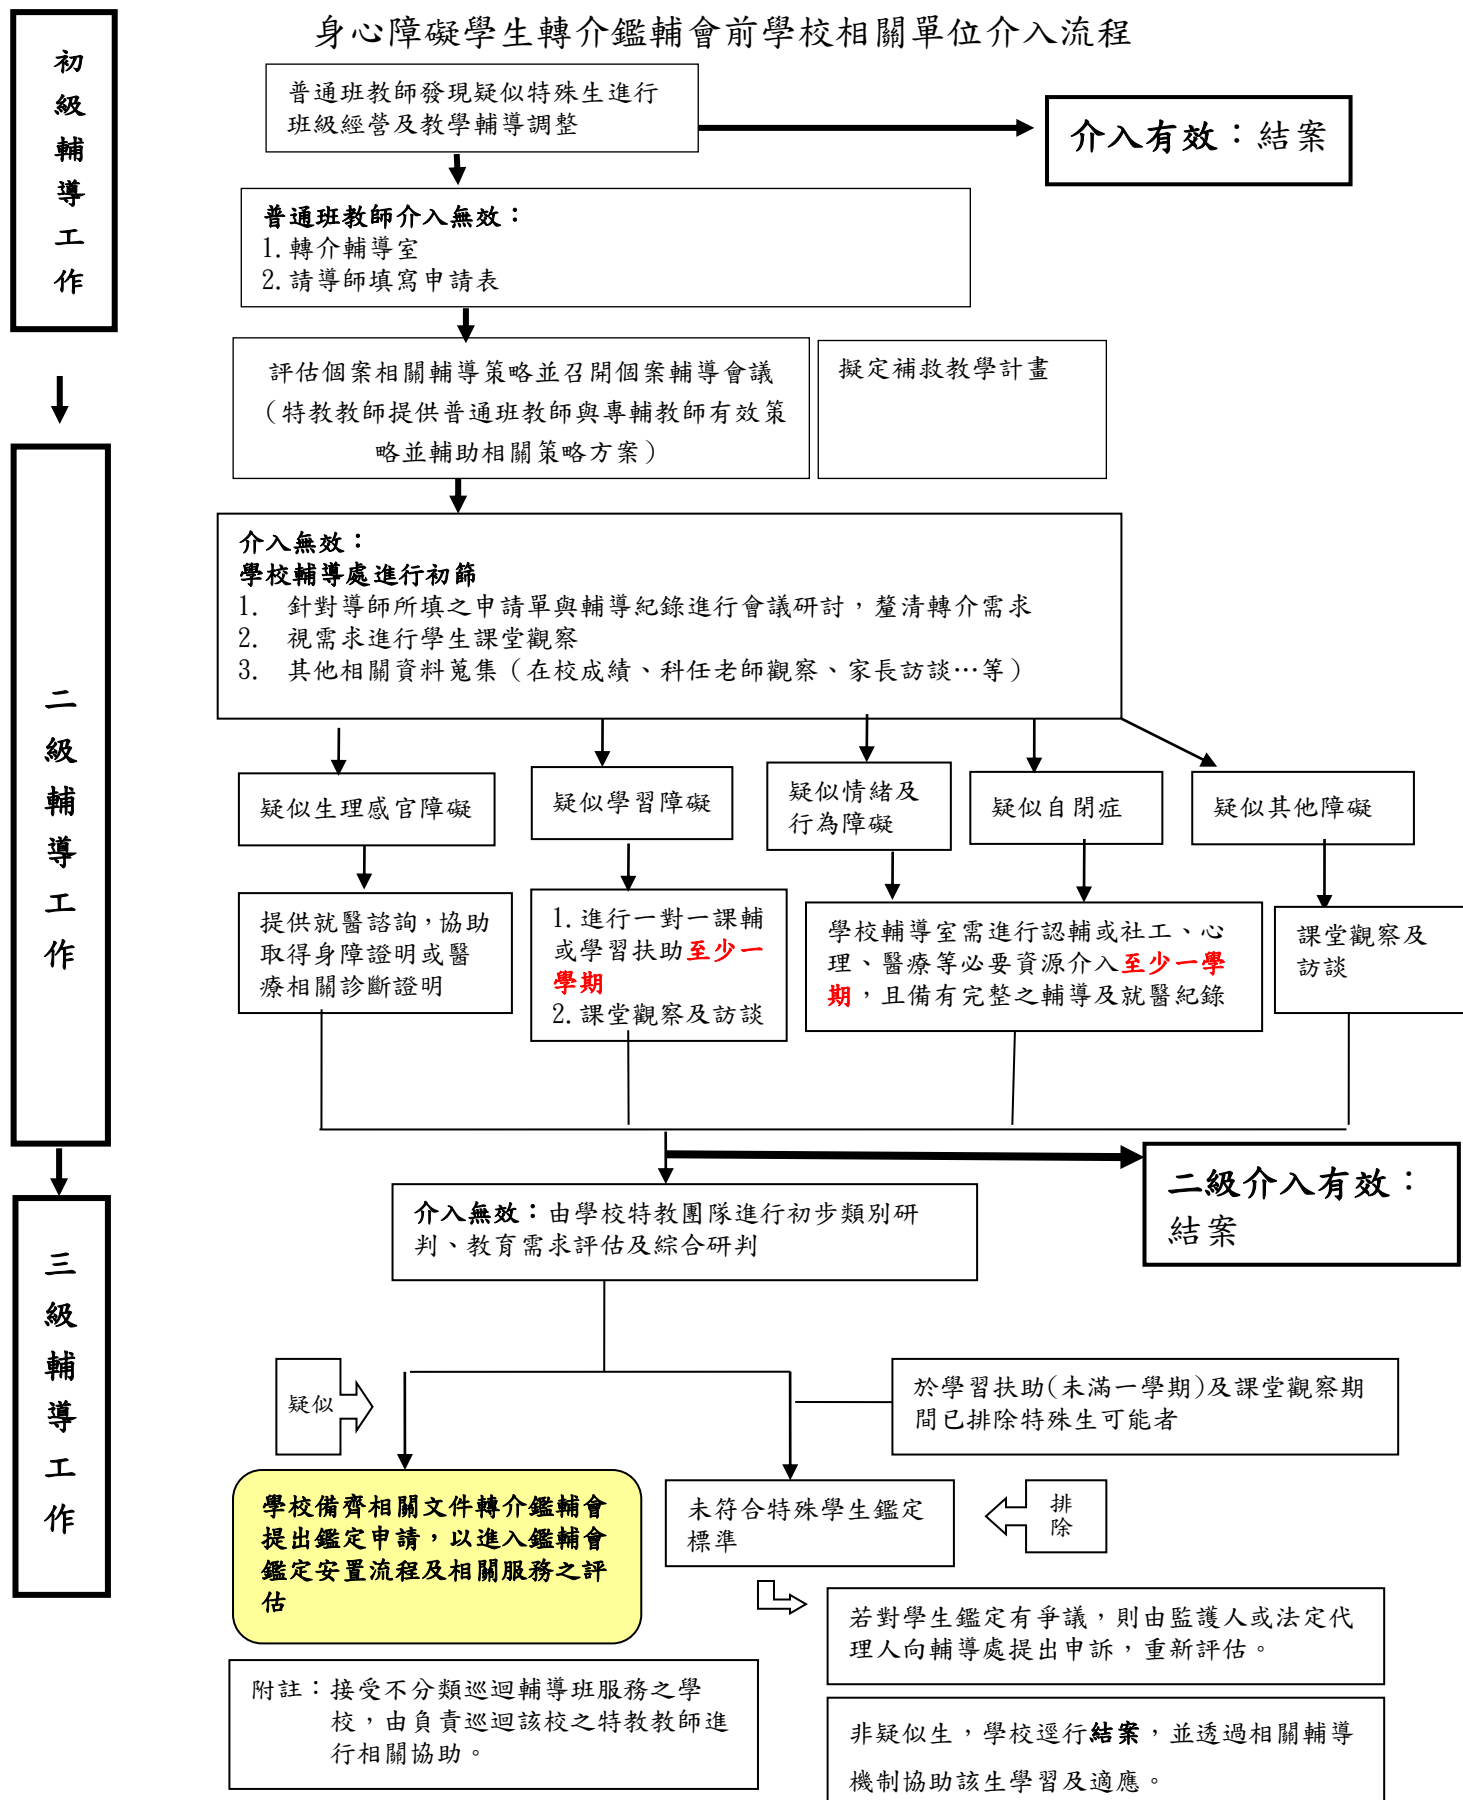 身心障礙學生轉介鑑輔會前學校相關單位介入流程
初級輔導工作
普通班教師發現疑似特殊生進行
班級經營及教學輔導調整
介入有效：結案
普通班教師介入無效：
1.轉介輔導室
2.請導師填寫申請表
評估個案相關輔導策略並召開個案輔導會議
（特教教師提供普通班教師與專輔教師有效策
略並輔助相關策略方案）
擬定補救教學計畫
二級輔導工作
介入無效：
學校輔導處進行初篩
1. 針對導師所填之申請單與輔導紀錄進行會議研討，釐清轉介需求
2. 視需求進行學生課堂觀察
3. 其他相關資料蒐集（在校成績、科任老師觀察、家長訪談…等）
疑似生理感官障礙
疑似學習障礙
疑似情緒及
行為障礙
疑似自閉症
疑似其他障礙
提供就醫諮詢，協助
取得身障證明或醫
療相關診斷證明
1.進行一對一課輔
或學習扶助至少一
學期
2.課堂觀察及訪談
學校輔導室需進行認輔或社工、心
理、醫療等必要資源介入至少一學
期，且備有完整之輔導及就醫紀錄
課堂觀察及
訪談
二級介入有效：
結案
三級輔導工作
介入無效：由學校特教團隊進行初步類別研
判、教育需求評估及綜合研判
疑似
於學習扶助(未滿一學期)及課堂觀察期
間已排除特殊生可能者
學校備齊相關文件轉介鑑輔會
提出鑑定申請，以進入鑑輔會
鑑定安置流程及相關服務之評
估
未符合特殊學生鑑定
標準
排
除
若對學生鑑定有爭議，則由監護人或法定代
理人向輔導處提出申訴，重新評估。
附註：接受不分類巡迴輔導班服務之學
校，由負責巡迴該校之特教教師進
行相關協助。
非疑似生，學校逕行結案，並透過相關輔導
機制協助該生學習及適應。